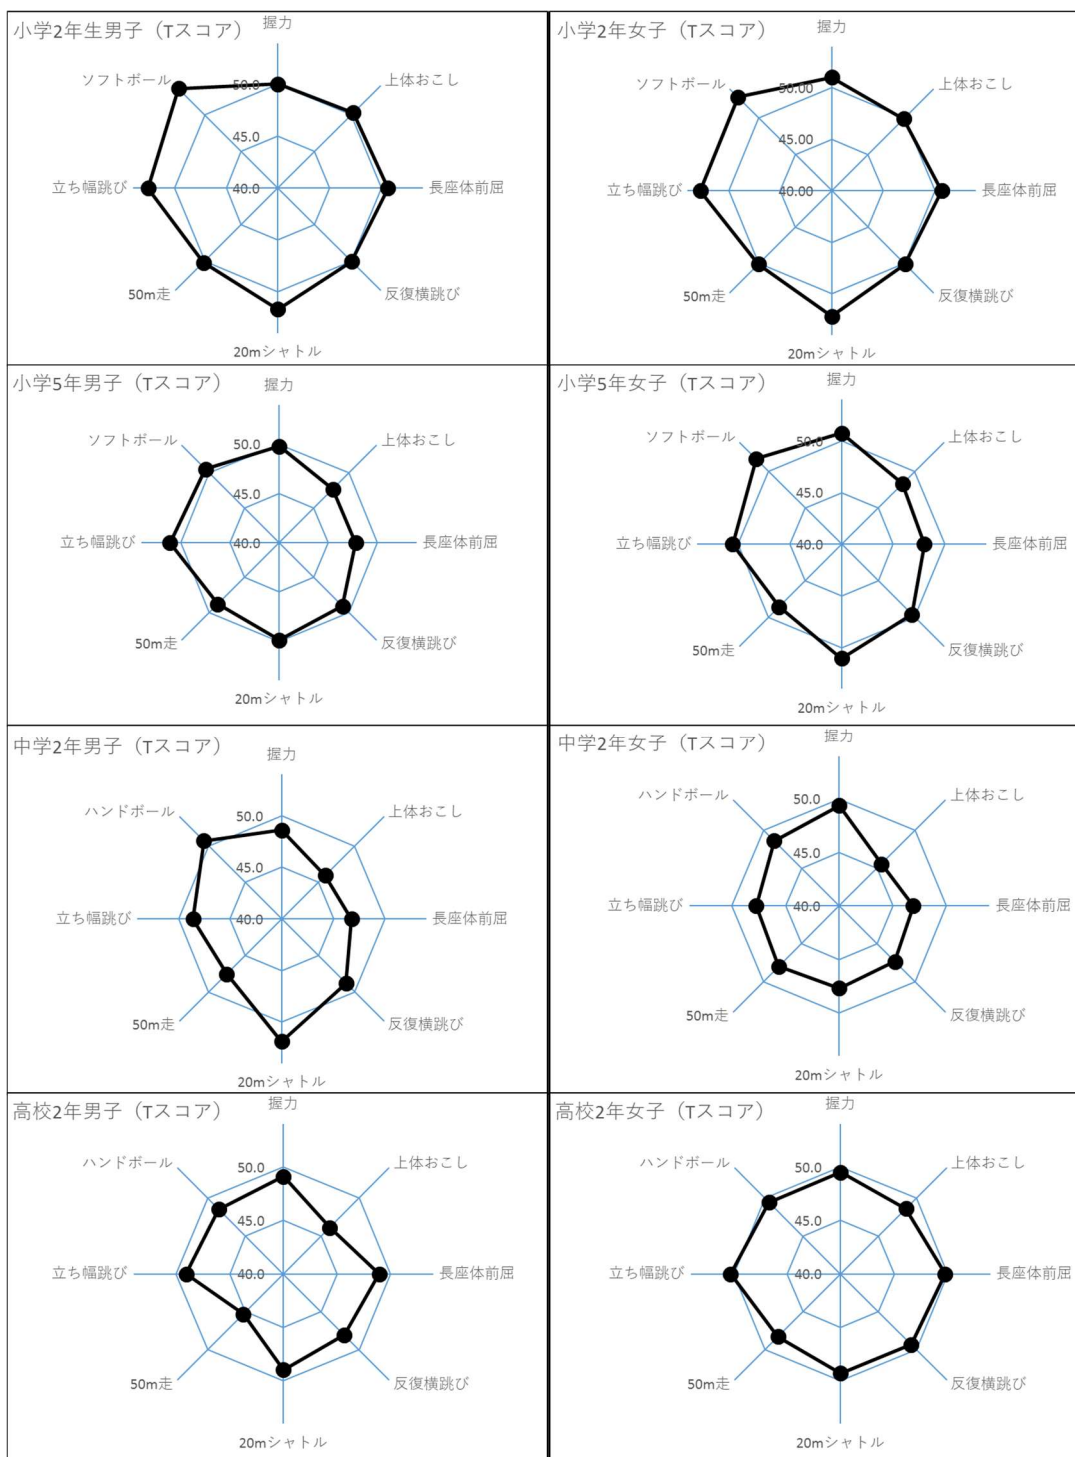 小学2年生男子（Tスコア）
握力
ソフトボール
50.0
上体おこし
45.0
立ち幅跳び
40.0
長座体前屈
50m走
反復横跳び
20mシャトル
小学2年女子（Tスコア）
握力
ソフトボール
50.00
上体おこし
45.00
立ち幅跳び
40.00
長座体前屈
50m走
反復横跳び
20mシャトル
小学5年男子（Tスコア）
握力
ソフトボール
50.0
上体おこし
45.0
立ち幅跳び
40.0
長座体前屈
50m走
反復横跳び
20mシャトル
小学5年女子（Tスコア）
握力
ソフトボール
50.0
上体おこし
45.0
立ち幅跳び
40.0
長座体前屈
50m走
反復横跳び
20mシャトル
中学2年男子（Tスコア）
握力
ハンドボール
50.0
上体おこし
45.0
立ち幅跳び
40.0
長座体前屈
50m走
反復横跳び
20mシャトル
中学2年女子（Tスコア）
握力
ハンドボール
50.0
上体おこし
45.0
立ち幅跳び
40.0
長座体前屈
50m走
反復横跳び
20mシャトル
高校2年男子（Tスコア）
握力
ハンドボール
50.0
上体おこし
45.0
立ち幅跳び
40.0
長座体前屈
50m走
反復横跳び
20mシャトル
高校2年女子（Tスコア）
握力
ハンドボール
50.0
上体おこし
45.0
立ち幅跳び
40.0
長座体前屈
50m走
反復横跳び
20mシャトル